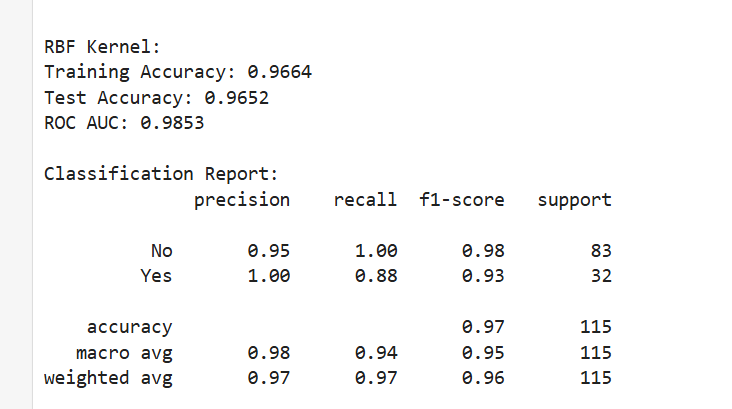 RBF Kernel:
Training Accuracy: 0.9664
Test Accuracy: 0.9652
ROC AUC: 0.9853
Classification Report:
precision recall f1-score support
No 0.95 1.00 0.98 83
Yes 1.00 0.88 0.93 32
accuracy 0.97 115
macro avg 0.98 0.94 0.95 115
weighted avg 0.97 0.97 0.96 115